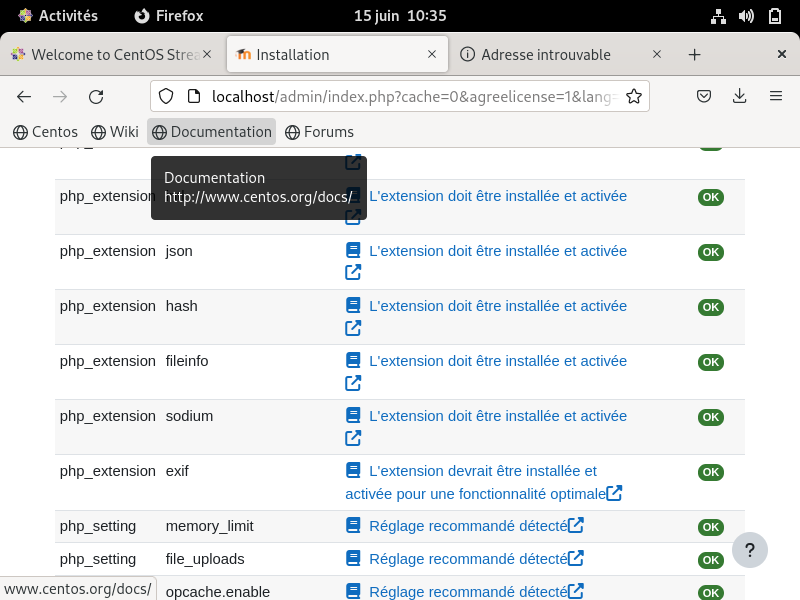 Activités Firefox 15 juin 10:35
Welcome to CentOS Strea Installation Adresse introuvable
localhost/admin/index.php?cache=0&agreelicense=1&lang=
Centos Wiki Documentation Forums
Documentation
http://www.centos.org/docs/
php_extension L'extension doit être installée et activée OK
php_extension json L'extension doit être installée et activée OK
php_extension hash L'extension doit être installée et activée OK
php_extension fileinfo L'extension doit être installée et activée OK
php_extension sodium L'extension doit être installée et activée OK
php_extension exif L'extension devrait être installée et OK
activée pour une fonctionnalité optimale
php_setting memory_limit Réglage recommandé détecté OK
php_setting file_uploads Réglage recommandé détecté OK
?
www.centos.org/docs/ opcache.enable Réglage recommandé détecté OK